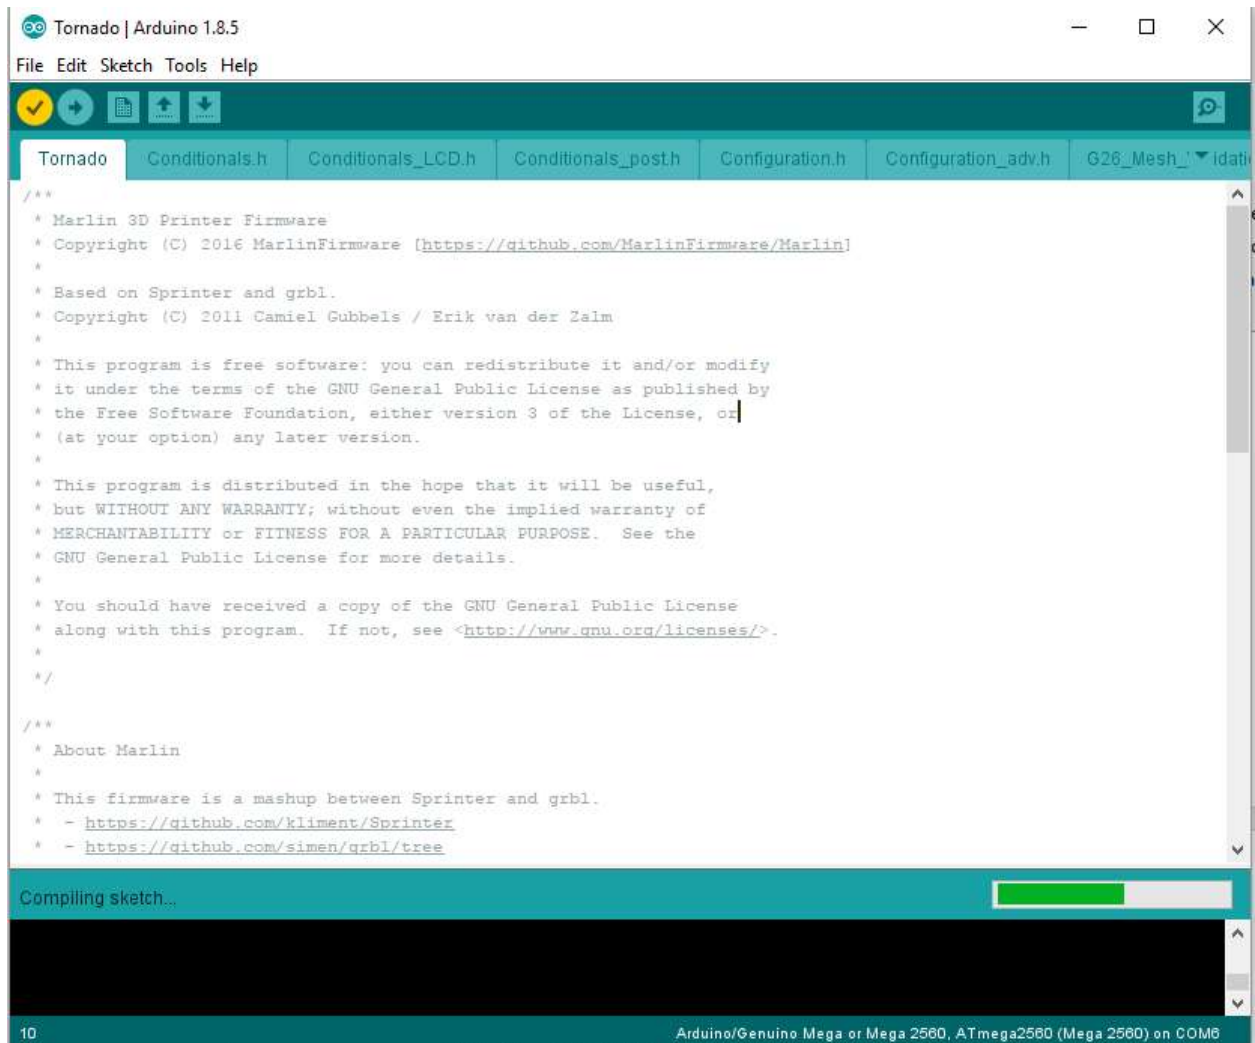 Tornado | Arduino 1.8.5
File Edit Sketch Tools Help
Tornado Conditionals.h Conditionals_LCD.h Conditionals_post.h Configuration.h Configuration_adv.h G26_Mesh_
/**
* Marlin 3D Printer Firmware
* Copyright (C) 2016 MarlinFirmware [https://github.com/MarlinFirmware/Marlin]
*
* Based on Sprinter and grbl.
* Copyright (C) 2011 Camiel Gubbels / Erik van der Zalm
*
* This program is free software: you can redistribute it and/or modify
* it under the terms of the GNU General Public License as published by
* the Free Software Foundation, either version 3 of the License, or
* (at your option) any later version.
*
* This program is distributed in the hope that it will be useful,
* but WITHOUT ANY WARRANTY; without even the implied warranty of
* MERCHANTABILITY or FITNESS FOR A PARTICULAR PURPOSE.  See the
* GNU General Public License for more details.
*
* You should have received a copy of the GNU General Public License
* along with this program.  If not, see <http://www.gnu.org/licenses/>.
*
*/
/**
* About Marlin
*
* This firmware is a mashup between Sprinter and grbl.
*  - https://github.com/kliment/Sprinter
*  - https://github.com/simen/grbl/tree
Compiling sketch...
10 Arduino/Genuino Mega or Mega 2560, ATmega2560 (Mega 2560) on COM6